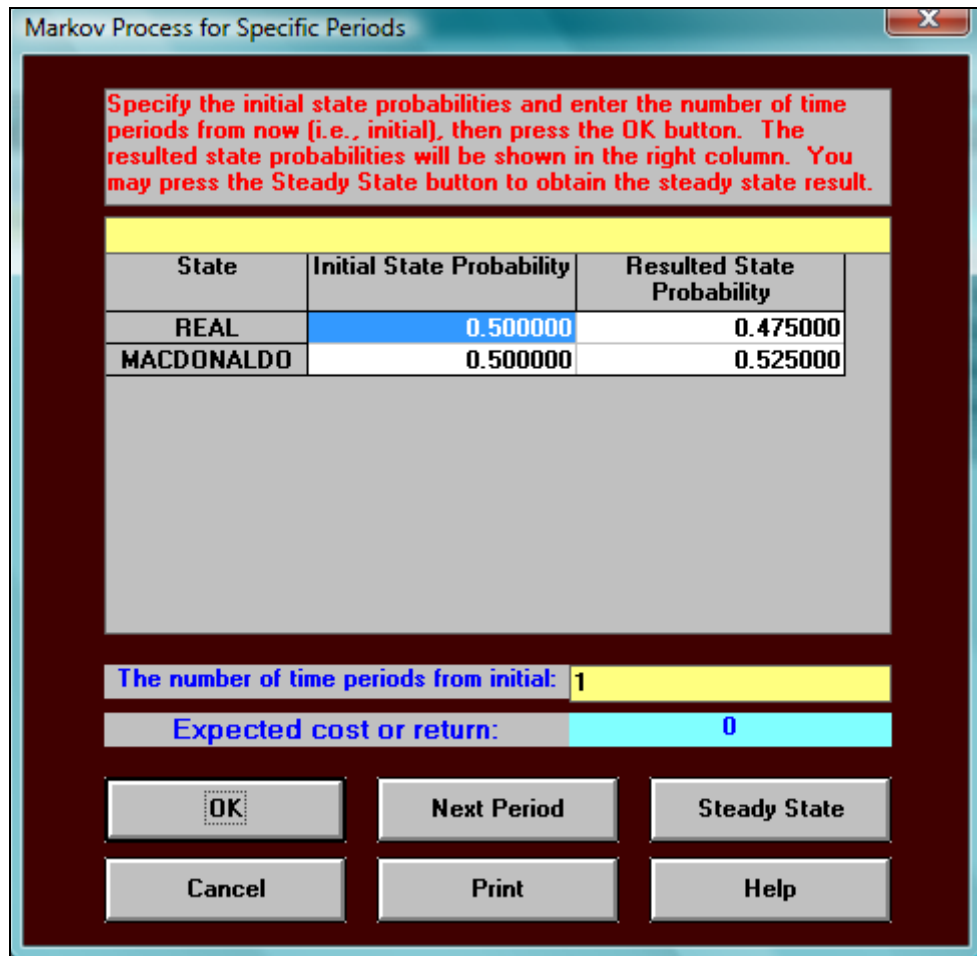 Markov Process for Specific Periods
X
Specify the initial state probabilities and enter the number of time
periods from now (i.e., initial), then press the OK button. The
resulted state probabilities will be shown in the right column. You
may press the Steady State button to obtain the steady state result.
State Initial State Probability Resulted State
Probability
REAL 0.500000 0.475000
MACDONALDO 0.500000 0.525000
The number of time periods from initial: 1
Expected cost or return: 0
OK Next Period Steady State
Cancel Print Help